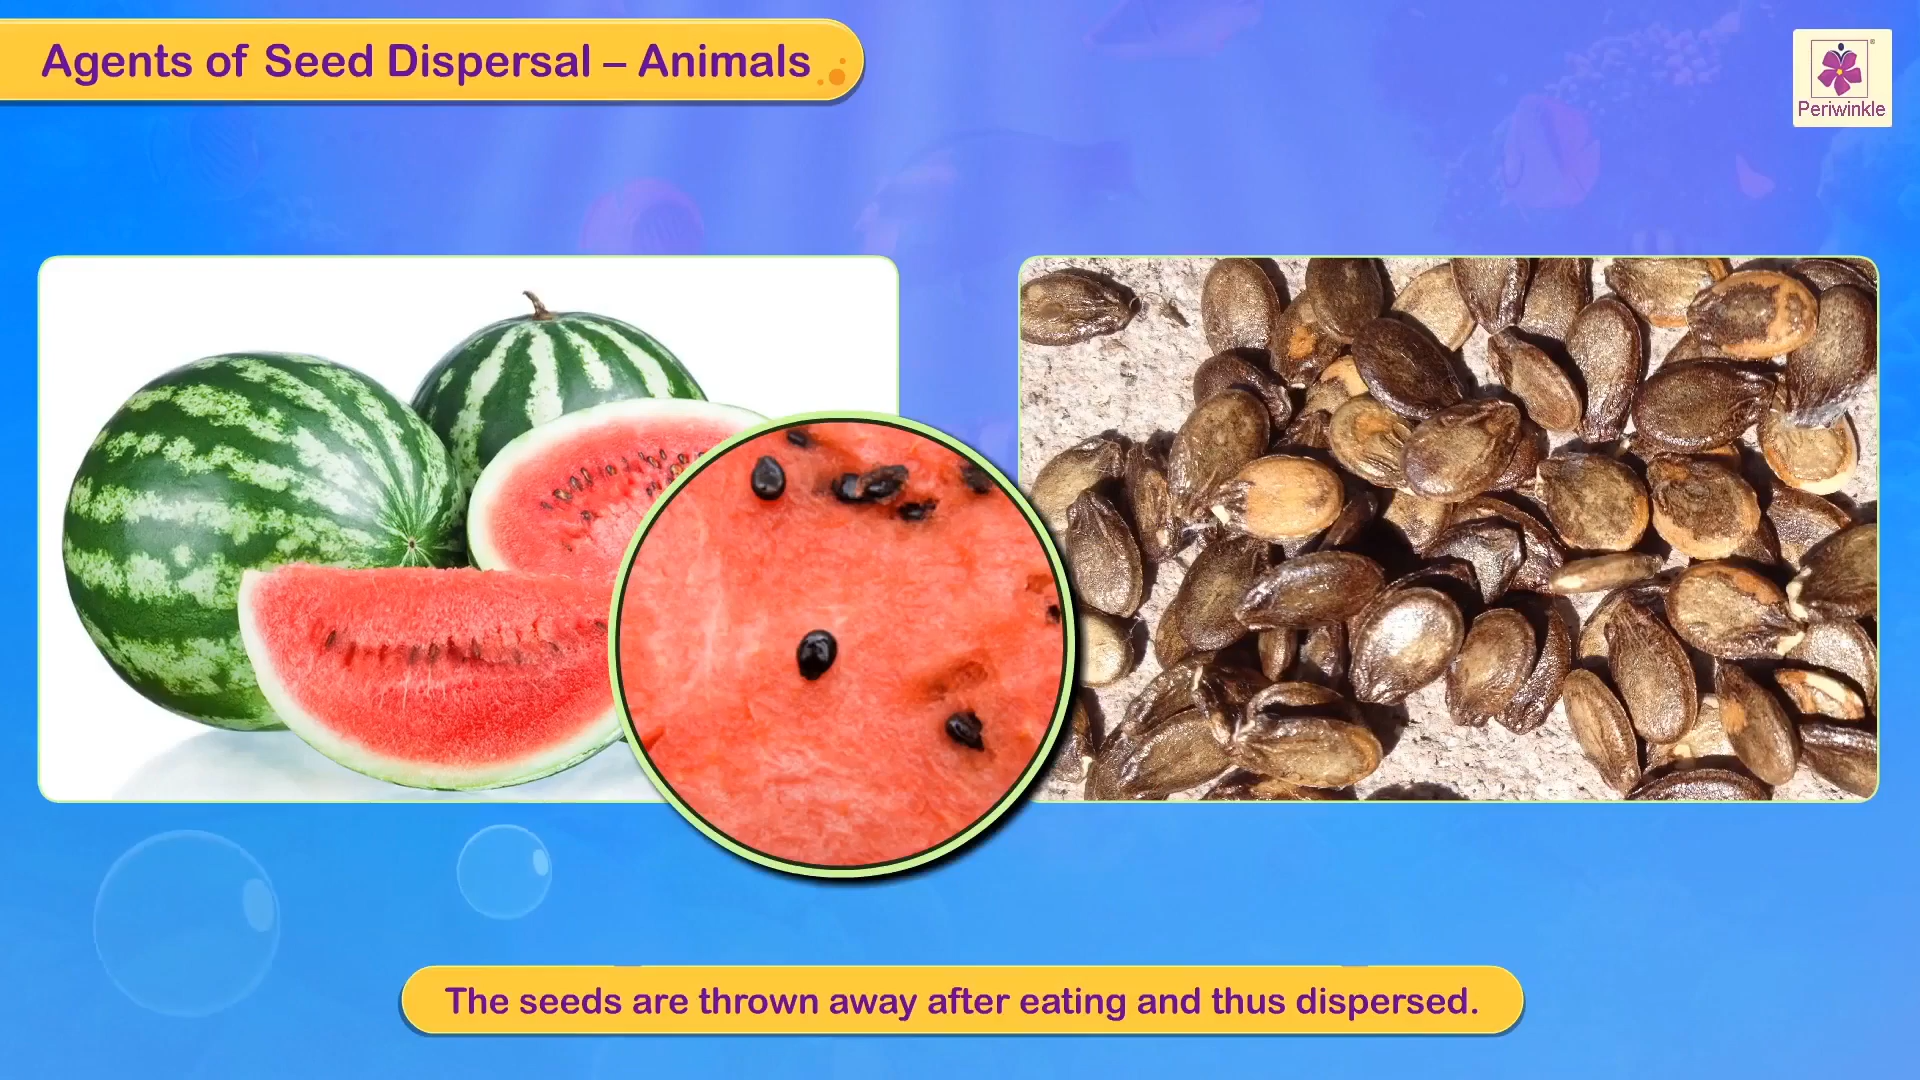 Agents of Seed Dispersal – Animals
Periwinkle
The seeds are thrown away after eating and thus dispersed.